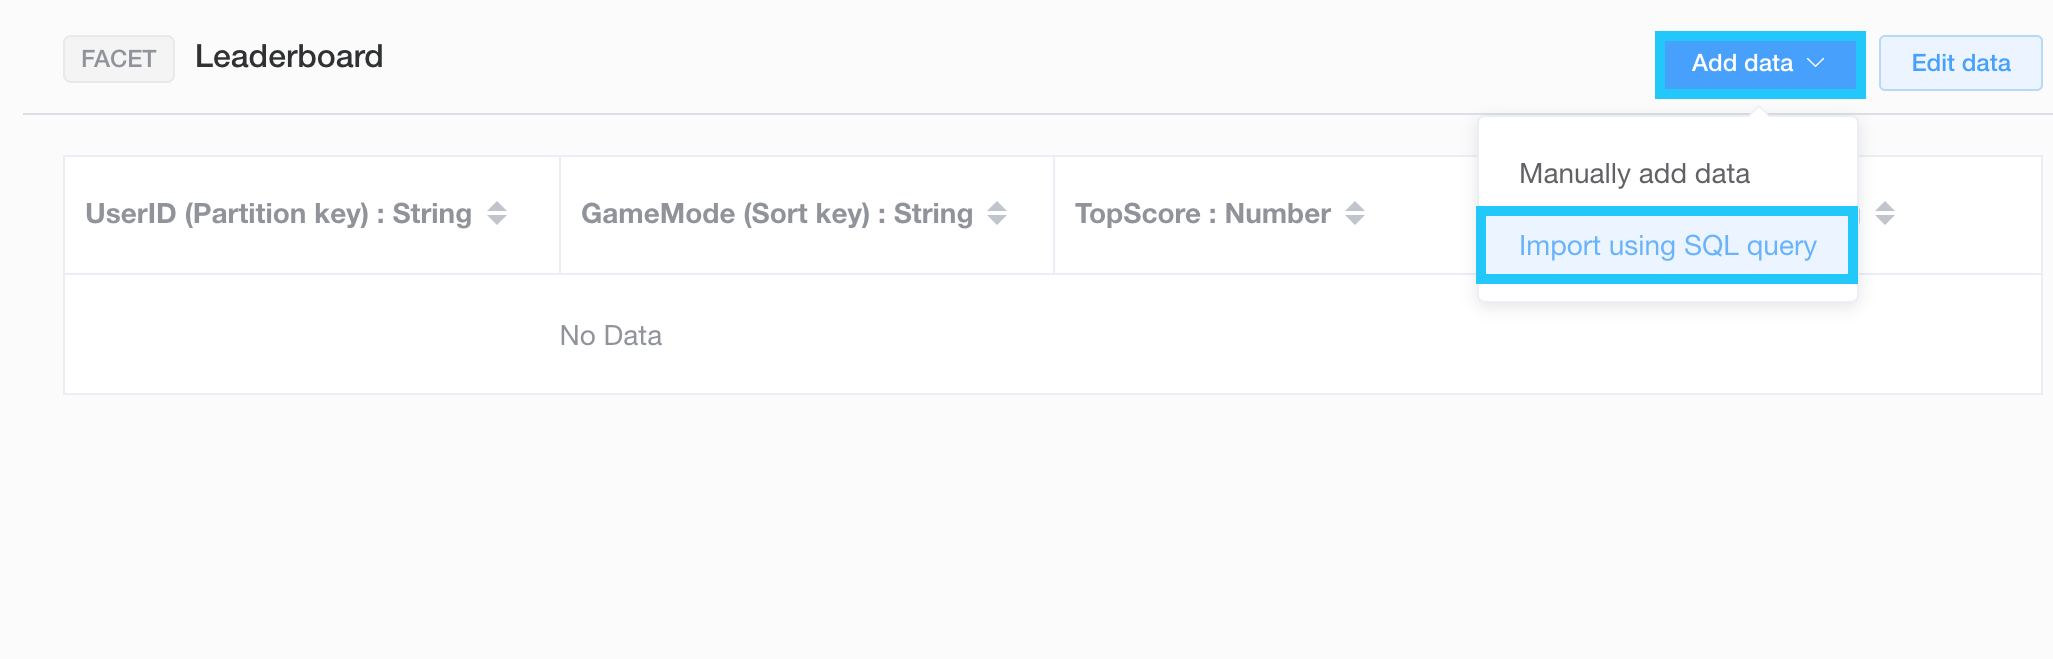 FACET Leaderboard
Add data
Edit data
Manually add data
UserID (Partition key) : String
GameMode (Sort key) : String
TopScore : Number
Import using SQL query
No Data